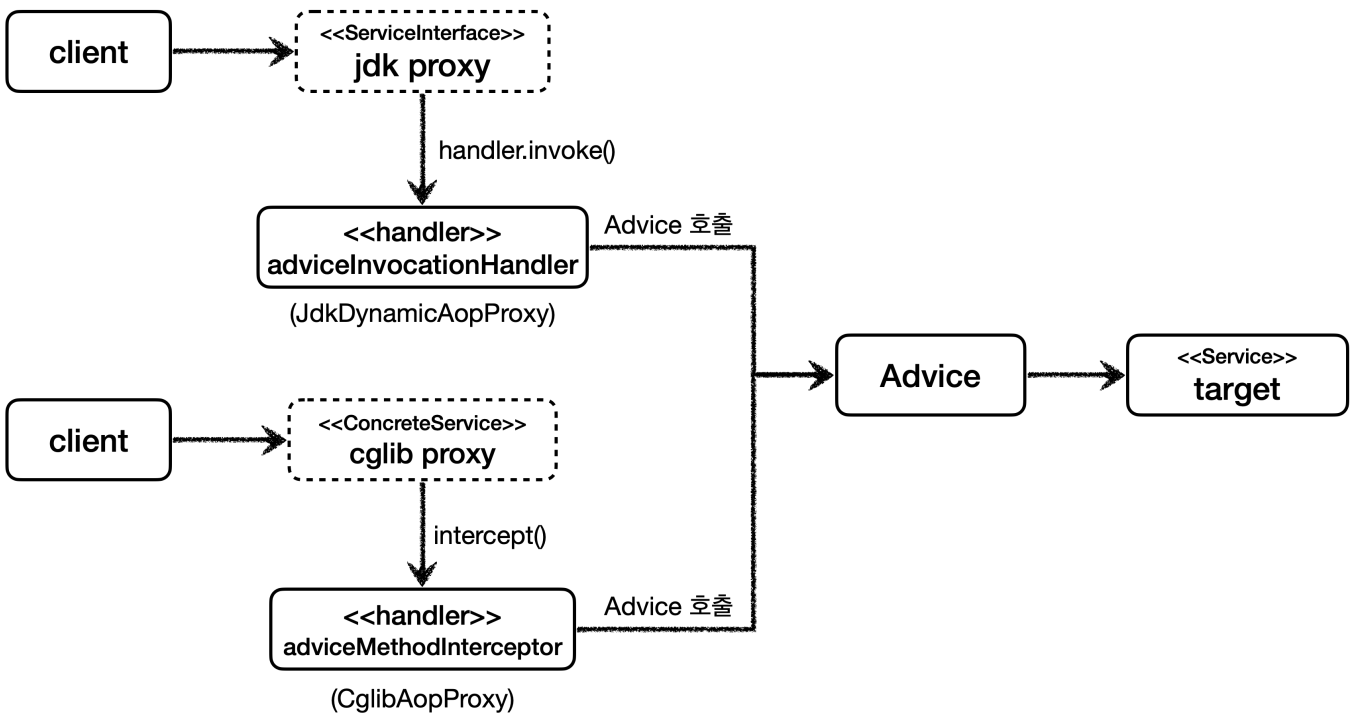 client
<<ServiceInterface>>
jdk proxy
handler.invoke()
<<handler>>
adviceInvocationHandler
(JdkDynamicAopProxy)
Advice 호출
Advice
<<Service>>
target
client
<<ConcreteService>>
cglib proxy
intercept()
<<handler>>
adviceMethodInterceptor
(CglibAopProxy)
Advice 호출